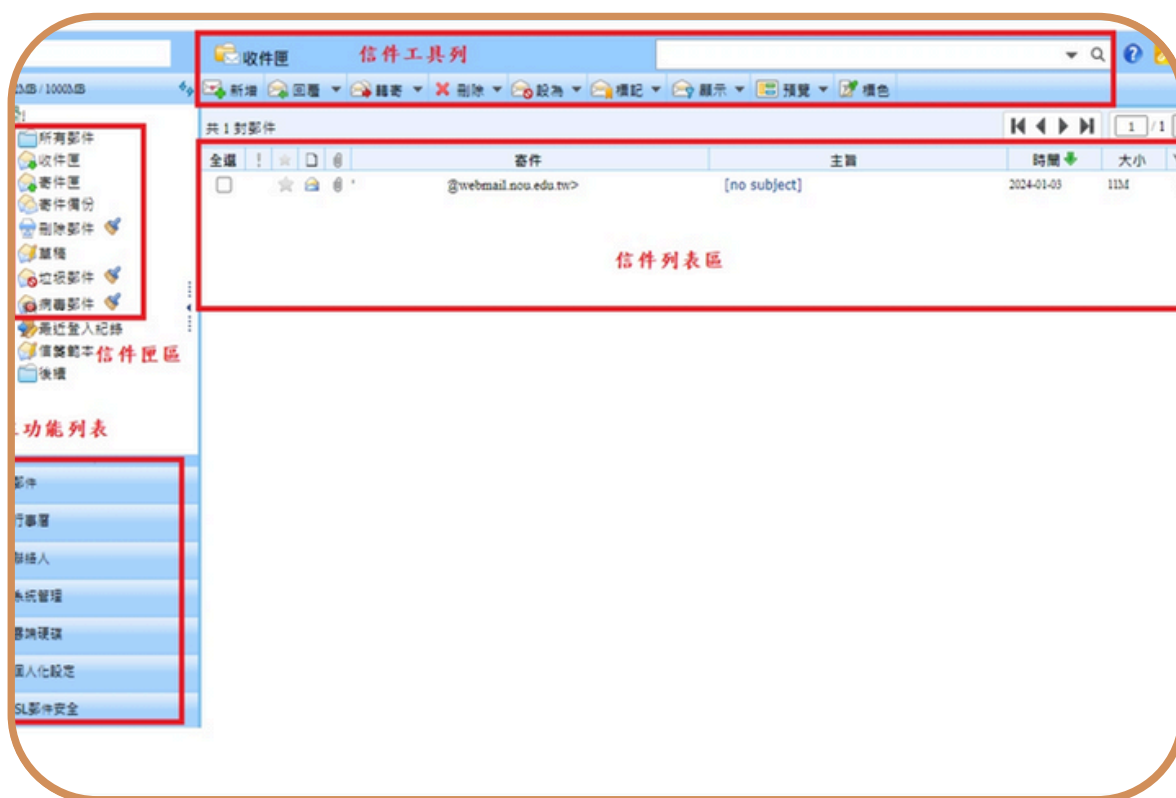 收件匣 信件工具列
MB / 1000MB
新增 回覆 轉寄 刪除 設為 標記 顯示 預覽 標色
共 1 封郵件 1 / 1
全選 ! 寄件 主旨 時間 大小
@webmail.nou.edu.tw> [no subject] 2024-01-03 11M
信件列表區
所有郵件
收件匣
寄件匣
寄件備份
刪除郵件
草稿
垃圾郵件
病毒郵件
最近登入紀錄
信箋範本 信件匣區
後續
功能列表
郵件
行事曆
聯絡人
系統管理
雲端硬碟
個人化設定
SL郵件安全